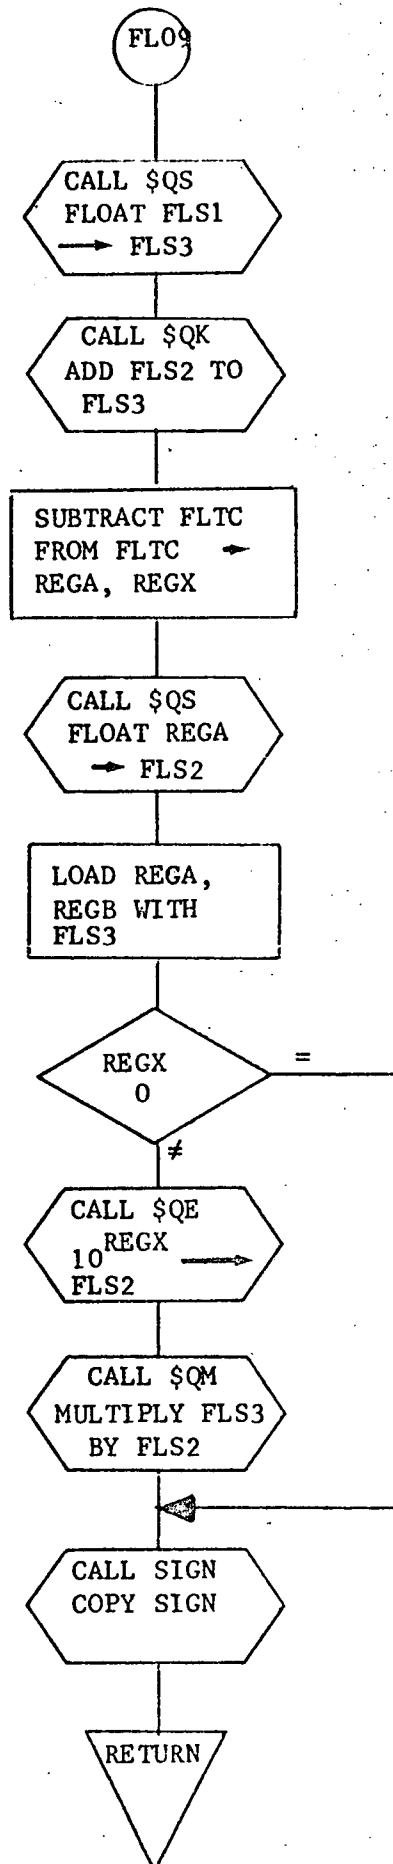 FL09
CALL $QS
FLOAT FLS1
→ FLS3
CALL $QK
ADD FLS2 TO
FLS3
SUBTRACT FLTC
FROM FLTC →
REGA, REGX
CALL $QS
FLOAT REGA
→ FLS2
LOAD REGA,
REGB WITH
FLS3
REGX
0
=
≠
CALL $QE
10^REGX →
FLS2
CALL $QM
MULTIPLY FLS3
BY FLS2
CALL SIGN
COPY SIGN
RETURN